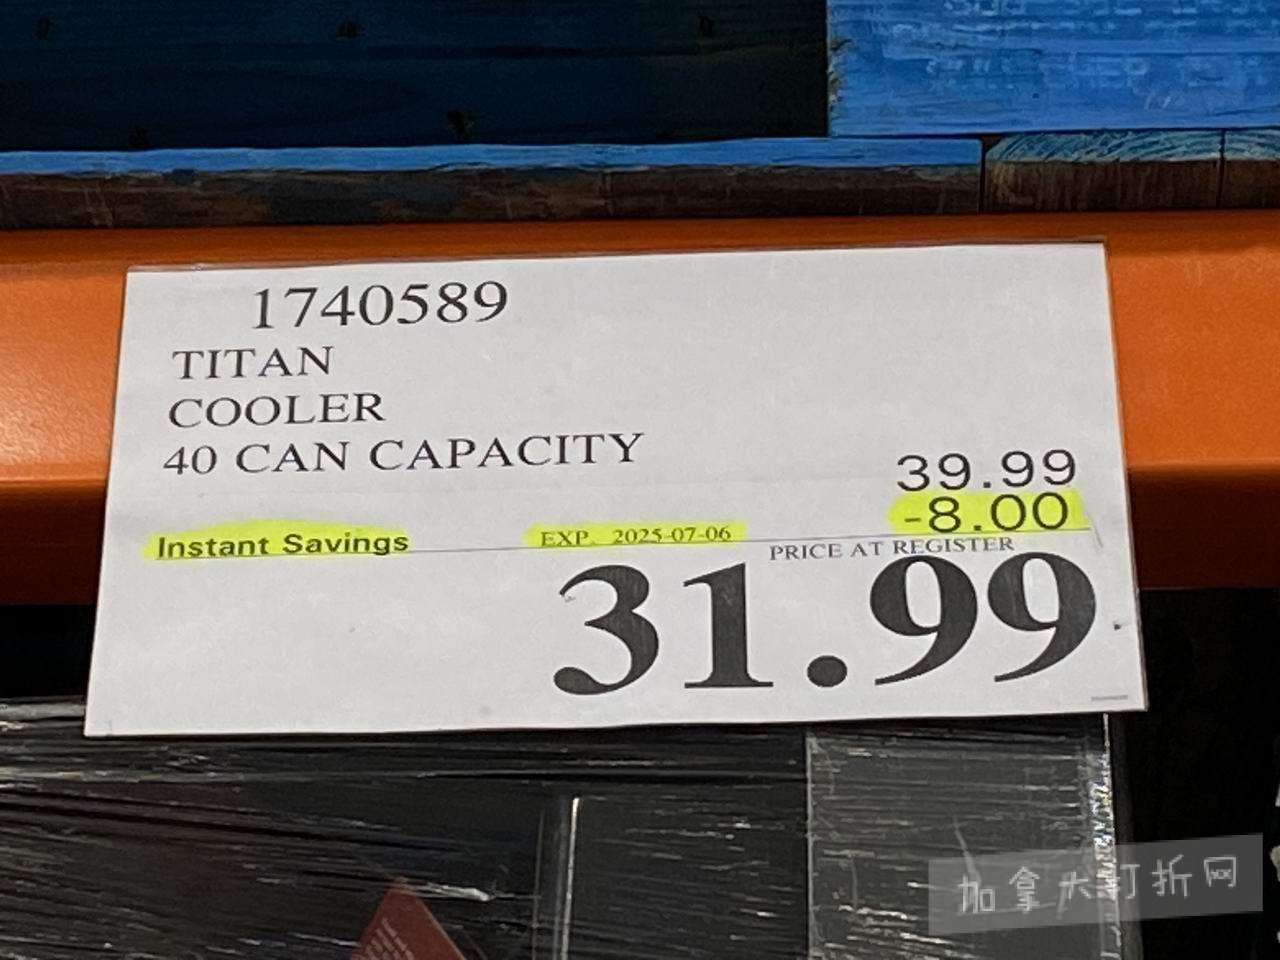 1740589
TITAN
COOLER
40 CAN CAPACITY
39.99
-8.00
Instant Savings EXP. 2025-07-06
PRICE AT REGISTER
31.99
加拿大打折网